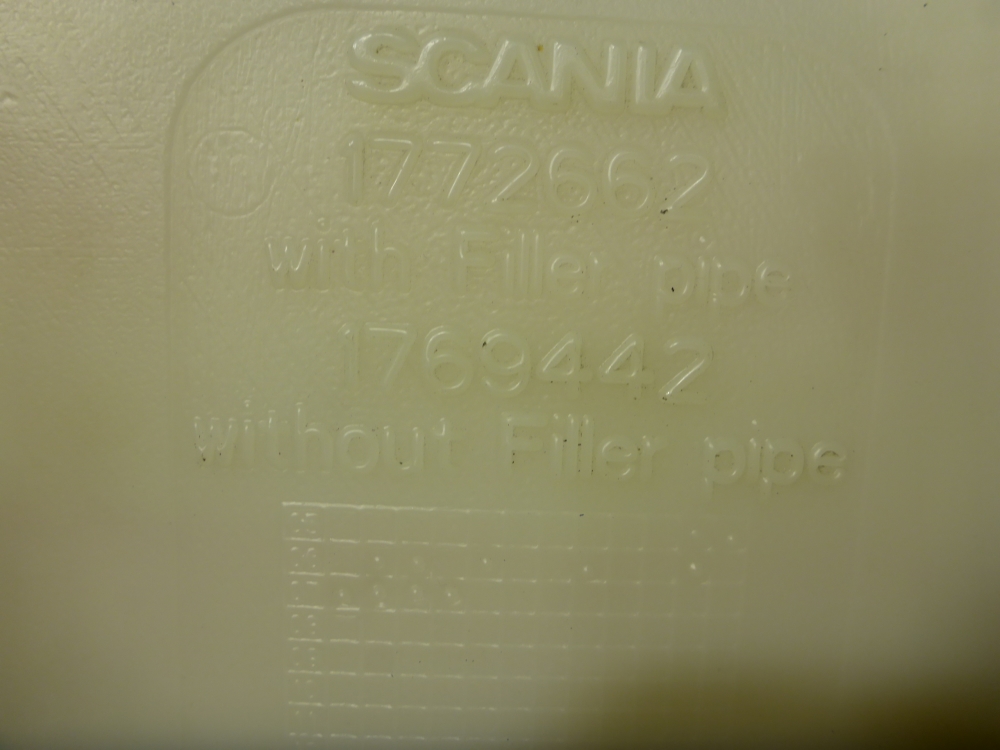 SCANIA
1772662
with Filler pipe
1769442
without Filler pipe